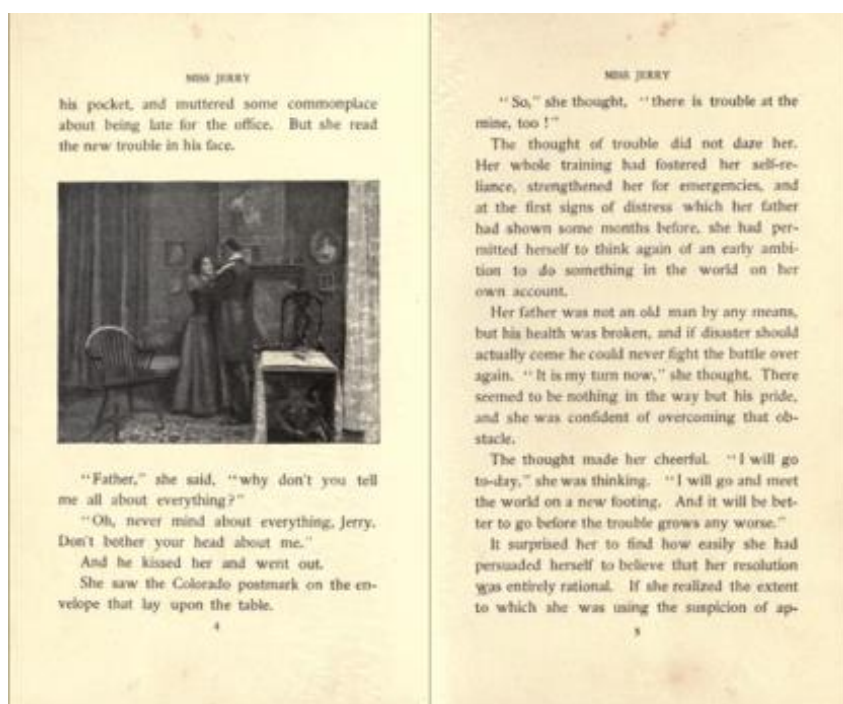 MISS JERRY
his pocket, and muttered some commonplace
about being late for the office. But she read
the new trouble in his face.
"Father," she said, "why don't you tell
me all about everything?"
"Oh, never mind about everything, Jerry.
Don't bother your head about me."
And he kissed her and went out.
She saw the Colorado postmark on the en-
velope that lay upon the table.
4
MISS JERRY
"So," she thought, "there is trouble at the
mine, too!"
The thought of trouble did not daze her.
Her whole training had fostered her self-re-
liance, strengthened her for emergencies, and
at the first signs of distress which her father
had shown some months before, she had per-
mitted herself to think again of an early ambi-
tion to do something in the world on her
own account.
Her father was not an old man by any means,
but his health was broken, and if disaster should
actually come he could never fight the battle over
again. "It is my turn now," she thought. There
seemed to be nothing in the way but his pride,
and she was confident of overcoming that ob-
stacle.
The thought made her cheerful. "I will go
to-day," she was thinking. "I will go and meet
the world on a new footing. And it will be bet-
ter to go before the trouble grows any worse."
It surprised her to find how easily she had
persuaded herself to believe that her resolution
was entirely rational. If she realized the extent
to which she was using the suspicion of ap-
5